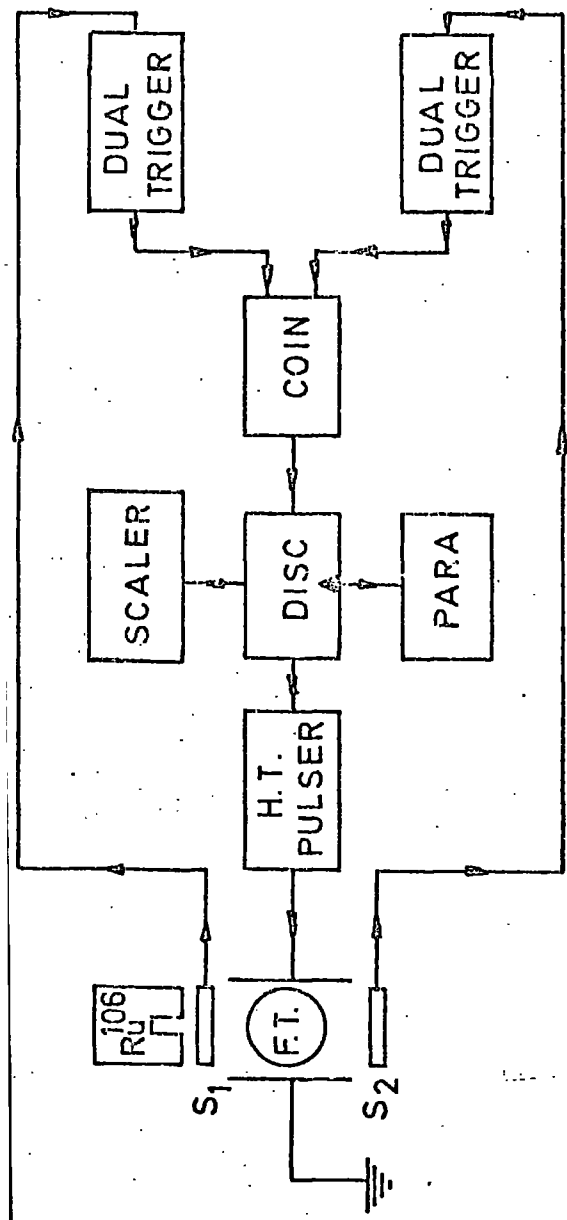 106
Ru
S1
F.T.
S2
H.T.
PULSER
SCALER
DISC
PARA
COIN
DUAL
TRIGGER
DUAL
TRIGGER